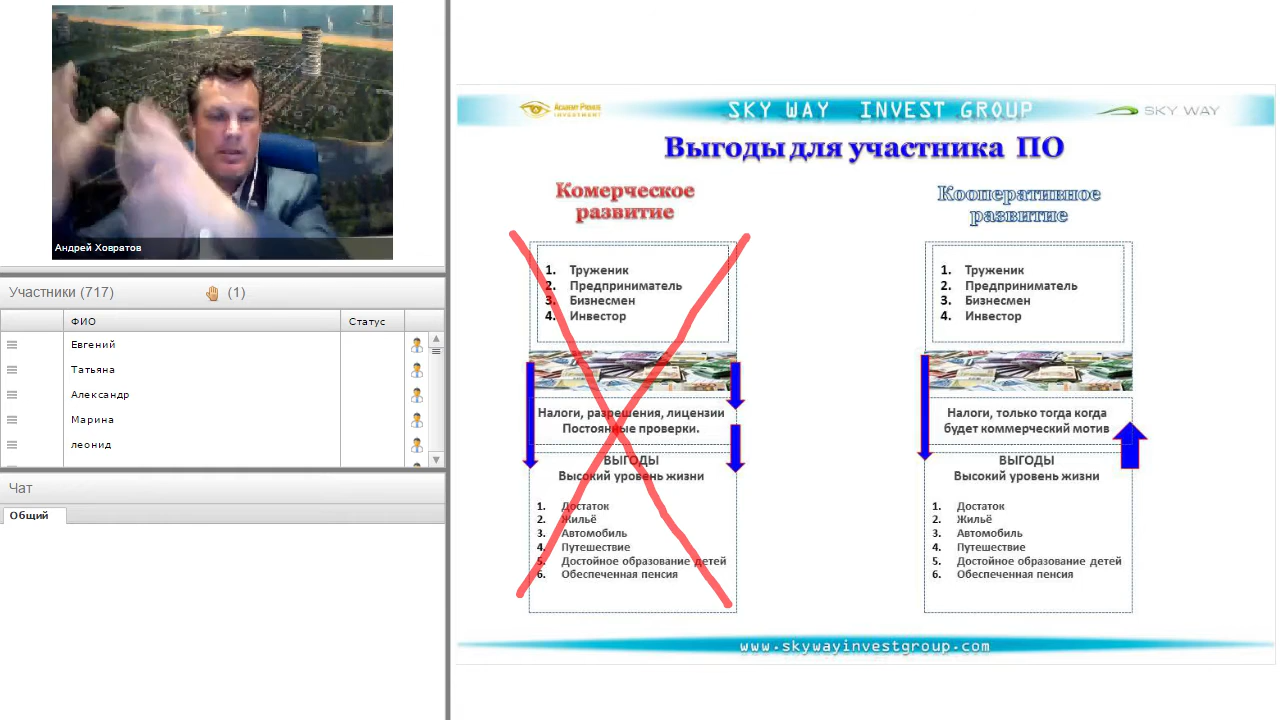 Андрей Ховратов
Участники (717)
(1)
ФИО
Статус
Евгений
Татьяна
Александр
Марина
леонид
Чат
Общий
ACADEMY PRIVATE
INVESTMENT
SKY WAY INVEST GROUP
SKY WAY
Выгоды для участника ПО
Комерческое
развитие
1. Труженик
2. Предприниматель
3. Бизнесмен
4. Инвестор
Налоги, разрешения, лицензии
Постоянные проверки.
ВЫГОДЫ
Высокий уровень жизни
1. Достаток
2. Жильё
3. Автомобиль
4. Путешествие
5. Достойное образование детей
6. Обеспеченная пенсия
Кооперативное
развитие
1. Труженик
2. Предприниматель
3. Бизнесмен
4. Инвестор
Налоги, только тогда когда
будет коммерческий мотив
ВЫГОДЫ
Высокий уровень жизни
1. Достаток
2. Жильё
3. Автомобиль
4. Путешествие
5. Достойное образование детей
6. Обеспеченная пенсия
www.skywayinvestgroup.com